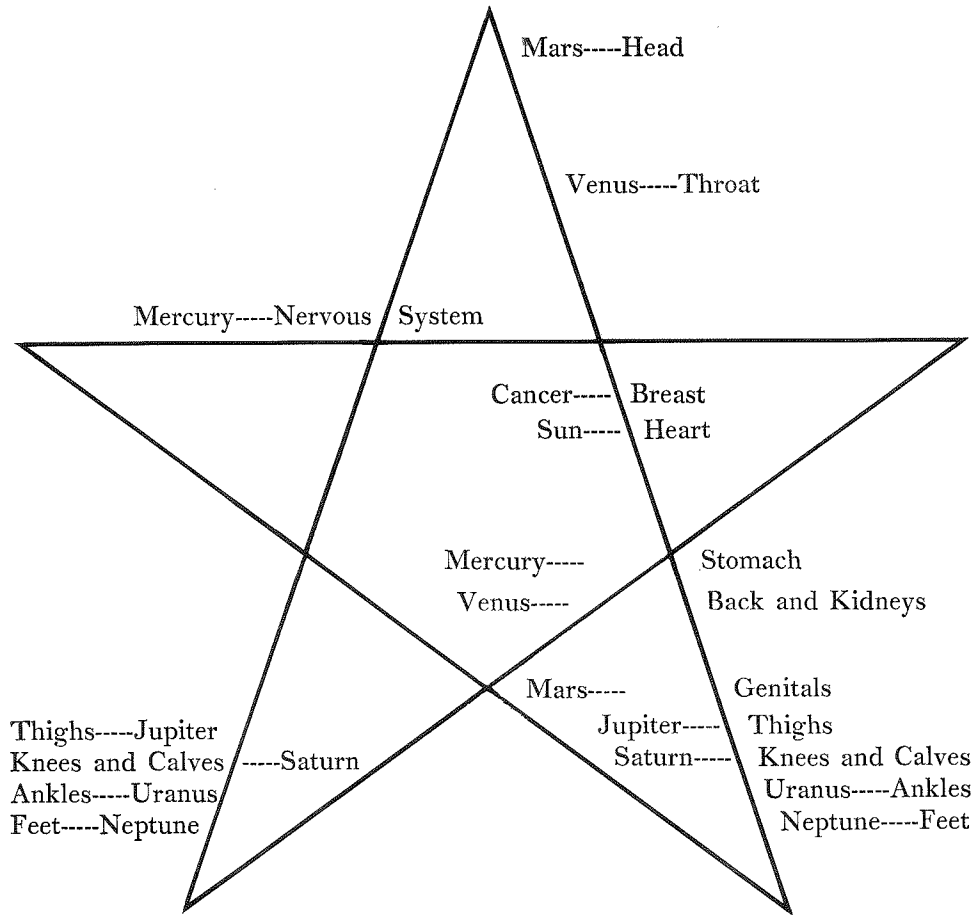 Mars-----Head
Venus-----Throat
Mercury-----Nervous System
Cancer----- Breast
Sun----- Heart
Mercury----- Stomach
Venus----- Back and Kidneys
Mars----- Genitals
Jupiter----- Thighs
Saturn----- Knees and Calves
Uranus-----Ankles
Neptune-----Feet
Thighs-----Jupiter
Knees and Calves -----Saturn
Ankles-----Uranus
Feet-----Neptune